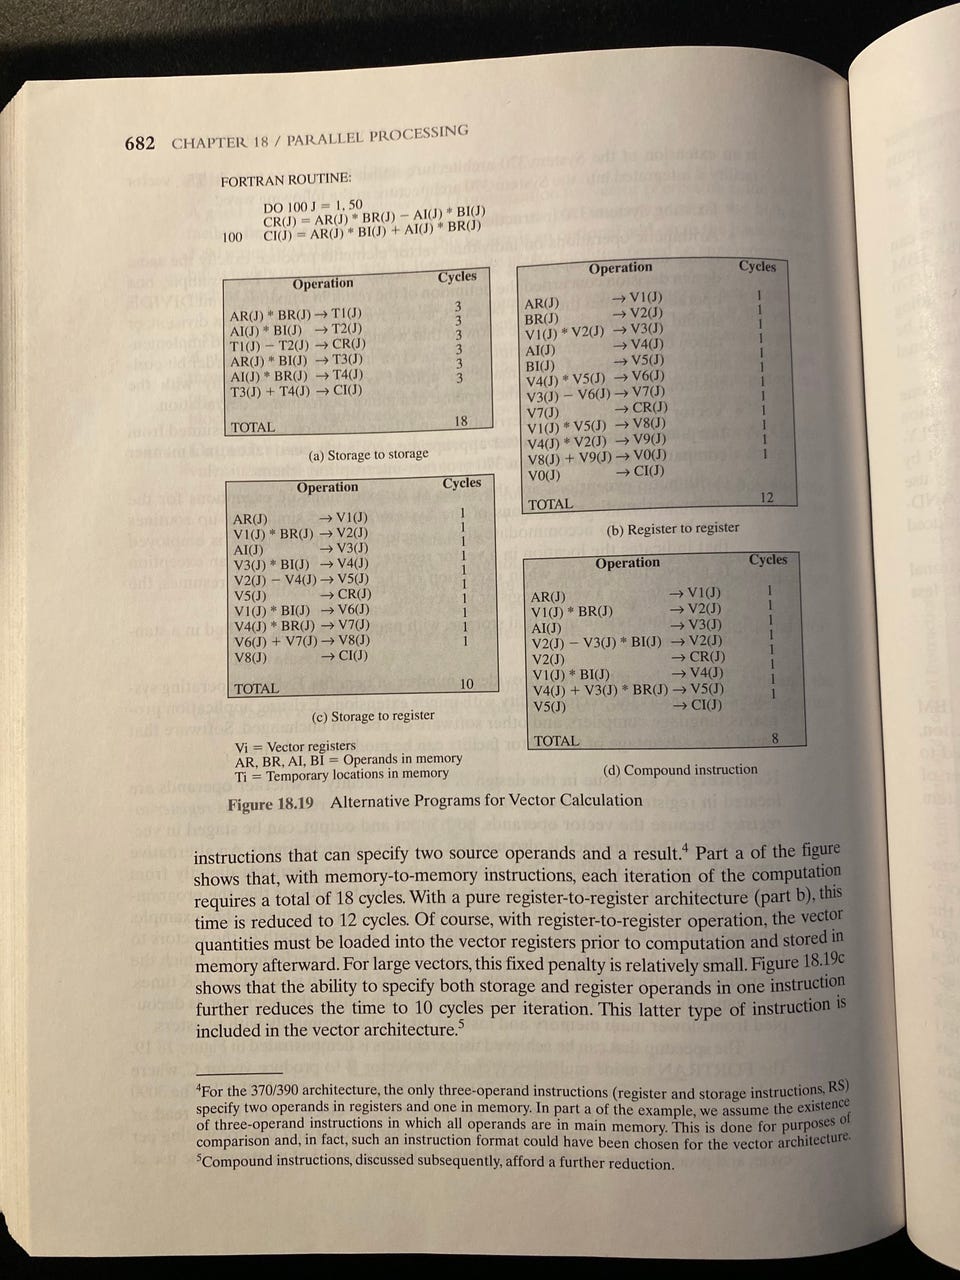 682 CHAPTER 18 / PARALLEL PROCESSING
FORTRAN ROUTINE:
DO 100 J = 1, 50
CR(J) = AR(J) * BR(J) − AI(J) * BI(J)
100 CI(J) = AR(J) * BI(J) + AI(J) * BR(J)
Operation Cycles
AR(J) * BR(J) → T1(J) 3
AI(J) * BI(J) → T2(J) 3
T1(J) − T2(J) → CR(J) 3
AR(J) * BI(J) → T3(J) 3
AI(J) * BR(J) → T4(J) 3
T3(J) + T4(J) → CI(J) 3
TOTAL 18
(a) Storage to storage
Operation Cycles
AR(J) → V1(J) 1
BR(J) → V2(J) 1
V1(J) * V2(J) → V3(J) 1
AI(J) → V4(J) 1
BI(J) → V5(J) 1
V4(J) * V5(J) → V6(J) 1
V3(J) − V6(J) → V7(J) 1
V7(J) → CR(J) 1
V1(J) * V5(J) → V8(J) 1
V4(J) * V2(J) → V9(J) 1
V8(J) + V9(J) → V0(J) 1
V0(J) → CI(J) 1
TOTAL 12
(b) Register to register
Operation Cycles
AR(J) → V1(J) 1
V1(J) * BR(J) → V2(J) 1
AI(J) → V3(J) 1
V3(J) * BI(J) → V4(J) 1
V2(J) − V4(J) → V5(J) 1
V5(J) → CR(J) 1
V1(J) * BI(J) → V6(J) 1
V4(J) * BR(J) → V7(J) 1
V6(J) + V7(J) → V8(J) 1
V8(J) → CI(J) 1
TOTAL 10
(c) Storage to register
Operation Cycles
AR(J) → V1(J) 1
V1(J) * BR(J) → V2(J) 1
AI(J) → V3(J) 1
V2(J) − V3(J) * BI(J) → V2(J) 1
V2(J) → CR(J) 1
V1(J) * BI(J) → V4(J) 1
V4(J) + V3(J) * BR(J) → V5(J) 1
V5(J) → CI(J) 1
TOTAL 8
(d) Compound instruction
Vi = Vector registers
AR, BR, AI, BI = Operands in memory
Ti = Temporary locations in memory
Figure 18.19 Alternative Programs for Vector Calculation
instructions that can specify two source operands and a result.⁴ Part a of the figure
shows that, with memory-to-memory instructions, each iteration of the computation
requires a total of 18 cycles. With a pure register-to-register architecture (part b), this
time is reduced to 12 cycles. Of course, with register-to-register operation, the vector
quantities must be loaded into the vector registers prior to computation and stored in
memory afterward. For large vectors, this fixed penalty is relatively small. Figure 18.19c
shows that the ability to specify both storage and register operands in one instruction
further reduces the time to 10 cycles per iteration. This latter type of instruction is
included in the vector architecture.⁵
⁴For the 370/390 architecture, the only three-operand instructions (register and storage instructions, RS)
specify two operands in registers and one in memory. In part a of the example, we assume the existence
of three-operand instructions in which all operands are in main memory. This is done for purposes of
comparison and, in fact, such an instruction format could have been chosen for the vector architecture.
⁵Compound instructions, discussed subsequently, afford a further reduction.